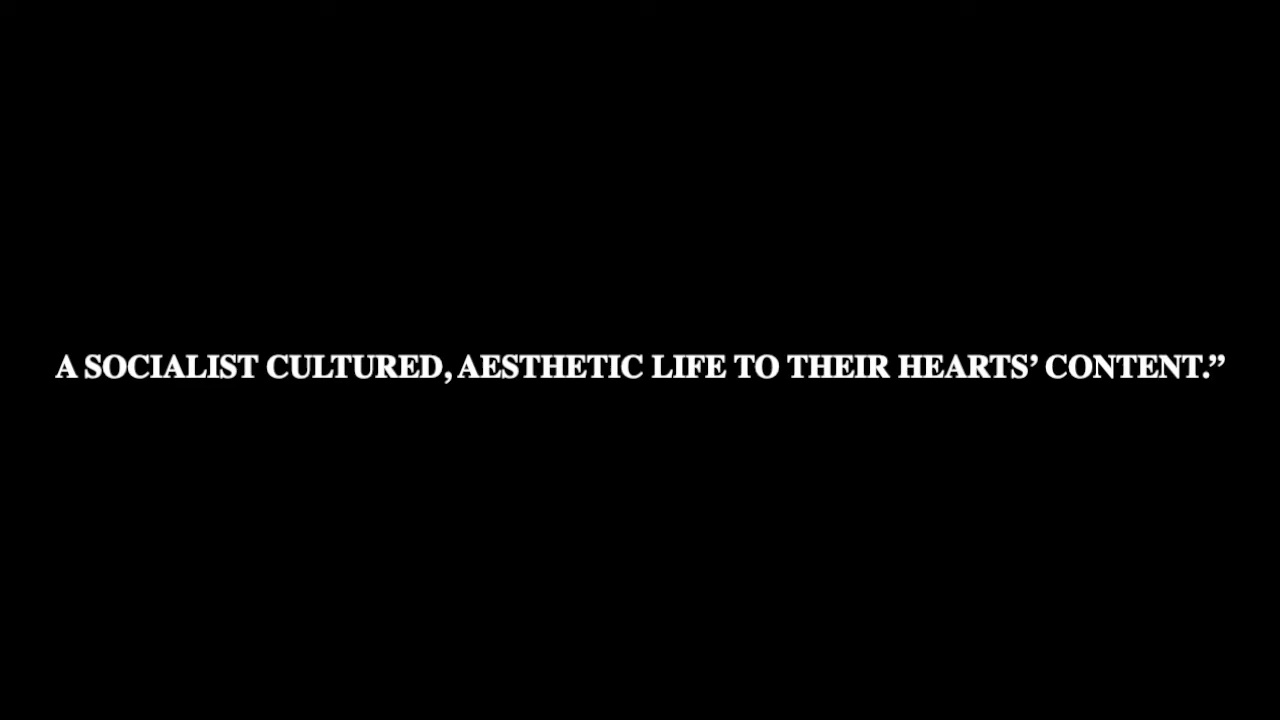 A SOCIALIST CULTURED, AESTHETIC LIFE TO THEIR HEARTS’ CONTENT.”